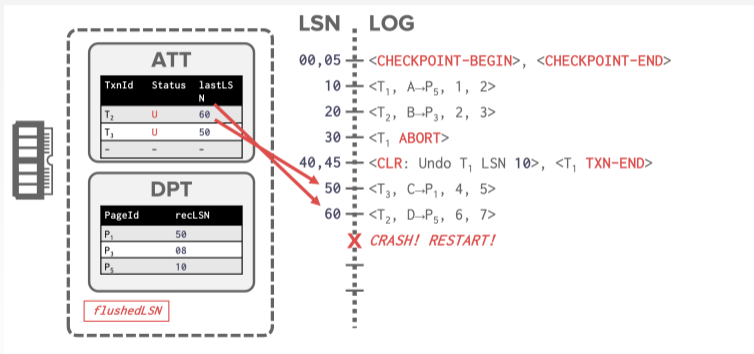 LSN LOG
00,05 <CHECKPOINT-BEGIN>, <CHECKPOINT-END>
10 <T₁, A→P₅, 1, 2>
20 <T₂, B→P₃, 2, 3>
30 <T₁ ABORT>
40,45 <CLR: Undo T₁ LSN 10>, <T₁ TXN-END>
50 <T₃, C→P₁, 4, 5>
60 <T₂, D→P₅, 6, 7>
X CRASH! RESTART!
ATT
TxnId Status lastLS
N
T₂ U 60
T₃ U 50
- - -
DPT
PageId recLSN
P₁ 50
P₃ 08
P₅ 10
flushedLSN